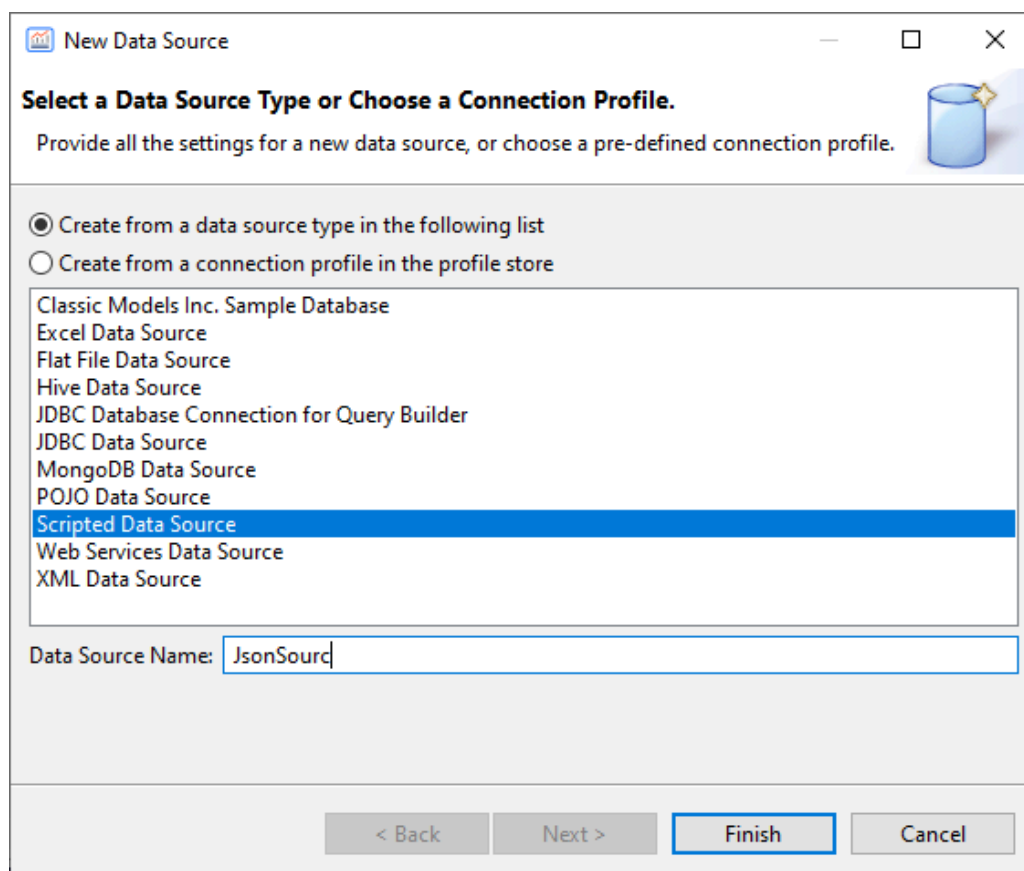 New Data Source
Select a Data Source Type or Choose a Connection Profile.
Provide all the settings for a new data source, or choose a pre-defined connection profile.
Create from a data source type in the following list
Create from a connection profile in the profile store
Classic Models Inc. Sample Database
Excel Data Source
Flat File Data Source
Hive Data Source
JDBC Database Connection for Query Builder
JDBC Data Source
MongoDB Data Source
POJO Data Source
Scripted Data Source
Web Services Data Source
XML Data Source
Data Source Name: JsonSourc
< Back Next > Finish Cancel